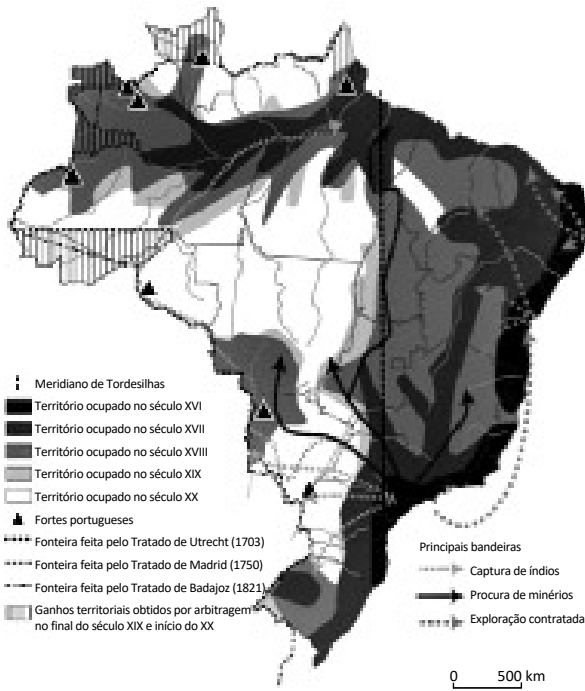 Meridiano de Tordesilhas
Território ocupado no século XVI
Território ocupado no século XVII
Território ocupado no século XVIII
Território ocupado no século XIX
Território ocupado no século XX
Fortes portugueses
Fonteira feita pelo Tratado de Utrecht (1703)
Fonteira feita pelo Tratado de Madrid (1750)
Fonteira feita pelo Tratado de Badajoz (1821)
Ganhos territoriais obtidos por arbitragem
no final do século XIX e início do XX
Principais bandeiras
Captura de índios
Procura de minérios
Exploração contratada
0 500 km